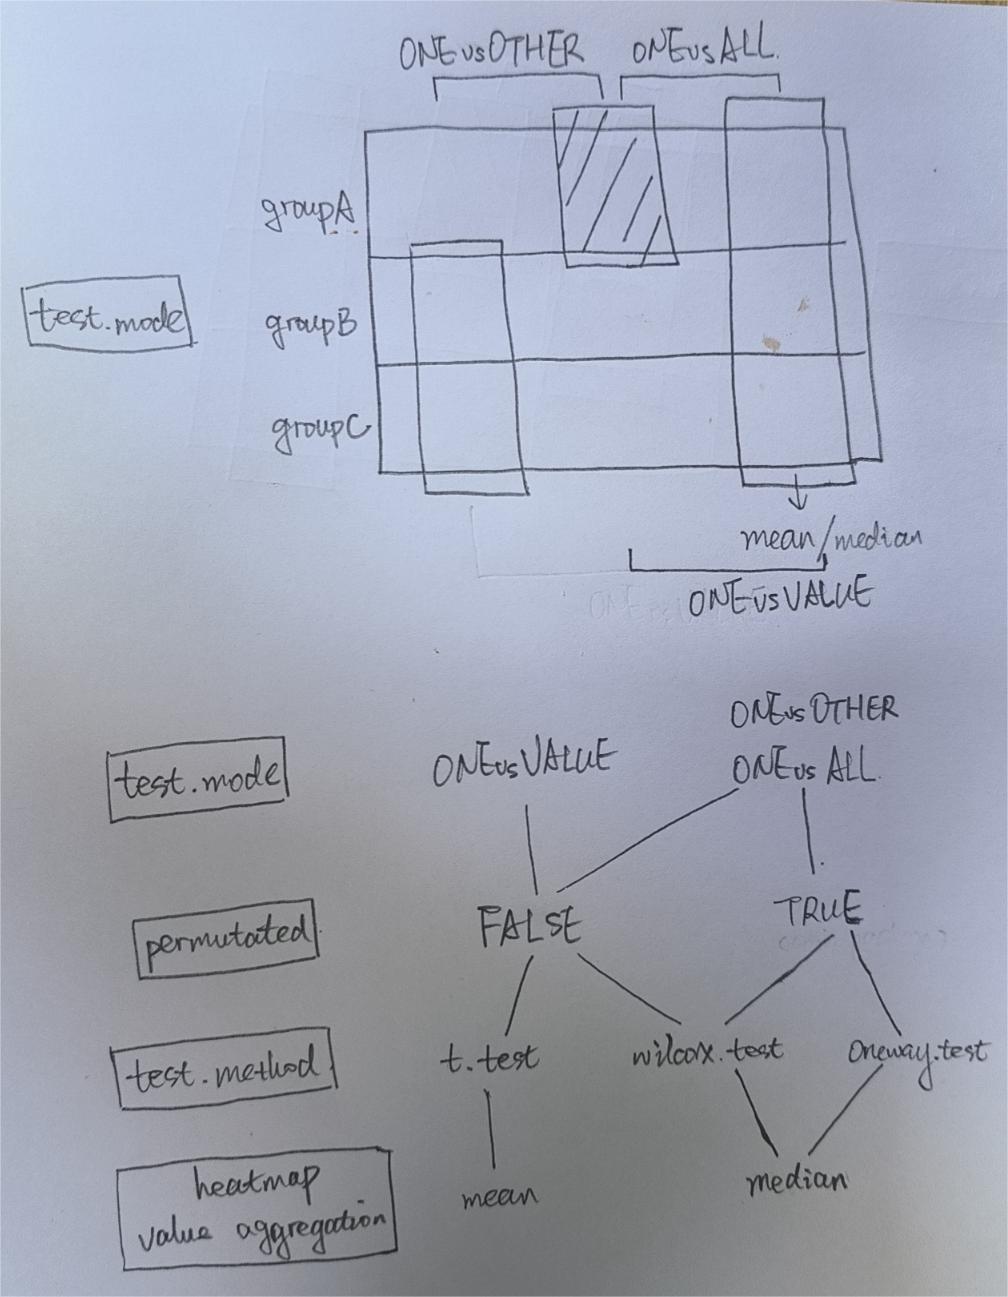 ONEvsOTHER ONEvsALL
groupA
test.mode
groupB
groupC
mean/median
ONEvsVALUE
ONEvsOTHER
test.mode ONEvsVALUE ONEvsALL
permutated FALSE TRUE
test.method t.test wilcox.test oneway.test
heatmap
value aggregation mean median